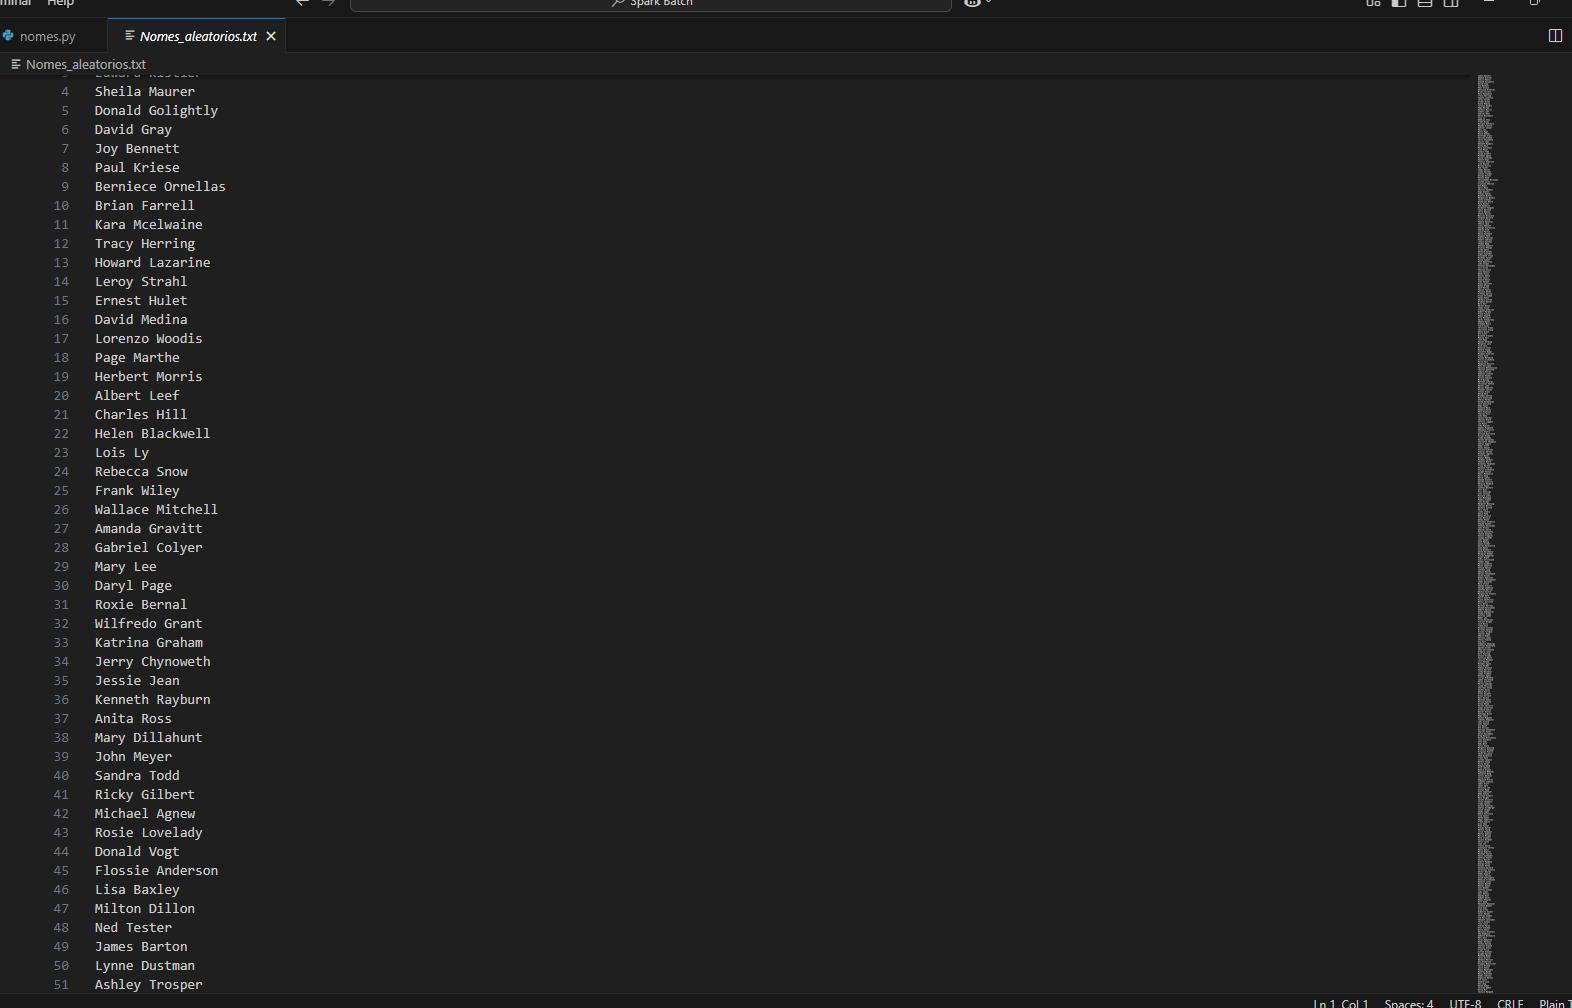 Help
Spark Batch
nomes.py
Nomes_aleatorios.txt
Nomes_aleatorios.txt
4 Sheila Maurer
5 Donald Golightly
6 David Gray
7 Joy Bennett
8 Paul Kriese
9 Berniece Ornellas
10 Brian Farrell
11 Kara Mcelwaine
12 Tracy Herring
13 Howard Lazarine
14 Leroy Strahl
15 Ernest Hulet
16 David Medina
17 Lorenzo Woodis
18 Page Marthe
19 Herbert Morris
20 Albert Leef
21 Charles Hill
22 Helen Blackwell
23 Lois Ly
24 Rebecca Snow
25 Frank Wiley
26 Wallace Mitchell
27 Amanda Gravitt
28 Gabriel Colyer
29 Mary Lee
30 Daryl Page
31 Roxie Bernal
32 Wilfredo Grant
33 Katrina Graham
34 Jerry Chynoweth
35 Jessie Jean
36 Kenneth Rayburn
37 Anita Ross
38 Mary Dillahunt
39 John Meyer
40 Sandra Todd
41 Ricky Gilbert
42 Michael Agnew
43 Rosie Lovelady
44 Donald Vogt
45 Flossie Anderson
46 Lisa Baxley
47 Milton Dillon
48 Ned Tester
49 James Barton
50 Lynne Dustman
51 Ashley Trosper
Ln 1, Col 1 Spaces: 4 UTF-8 CRLF Plain